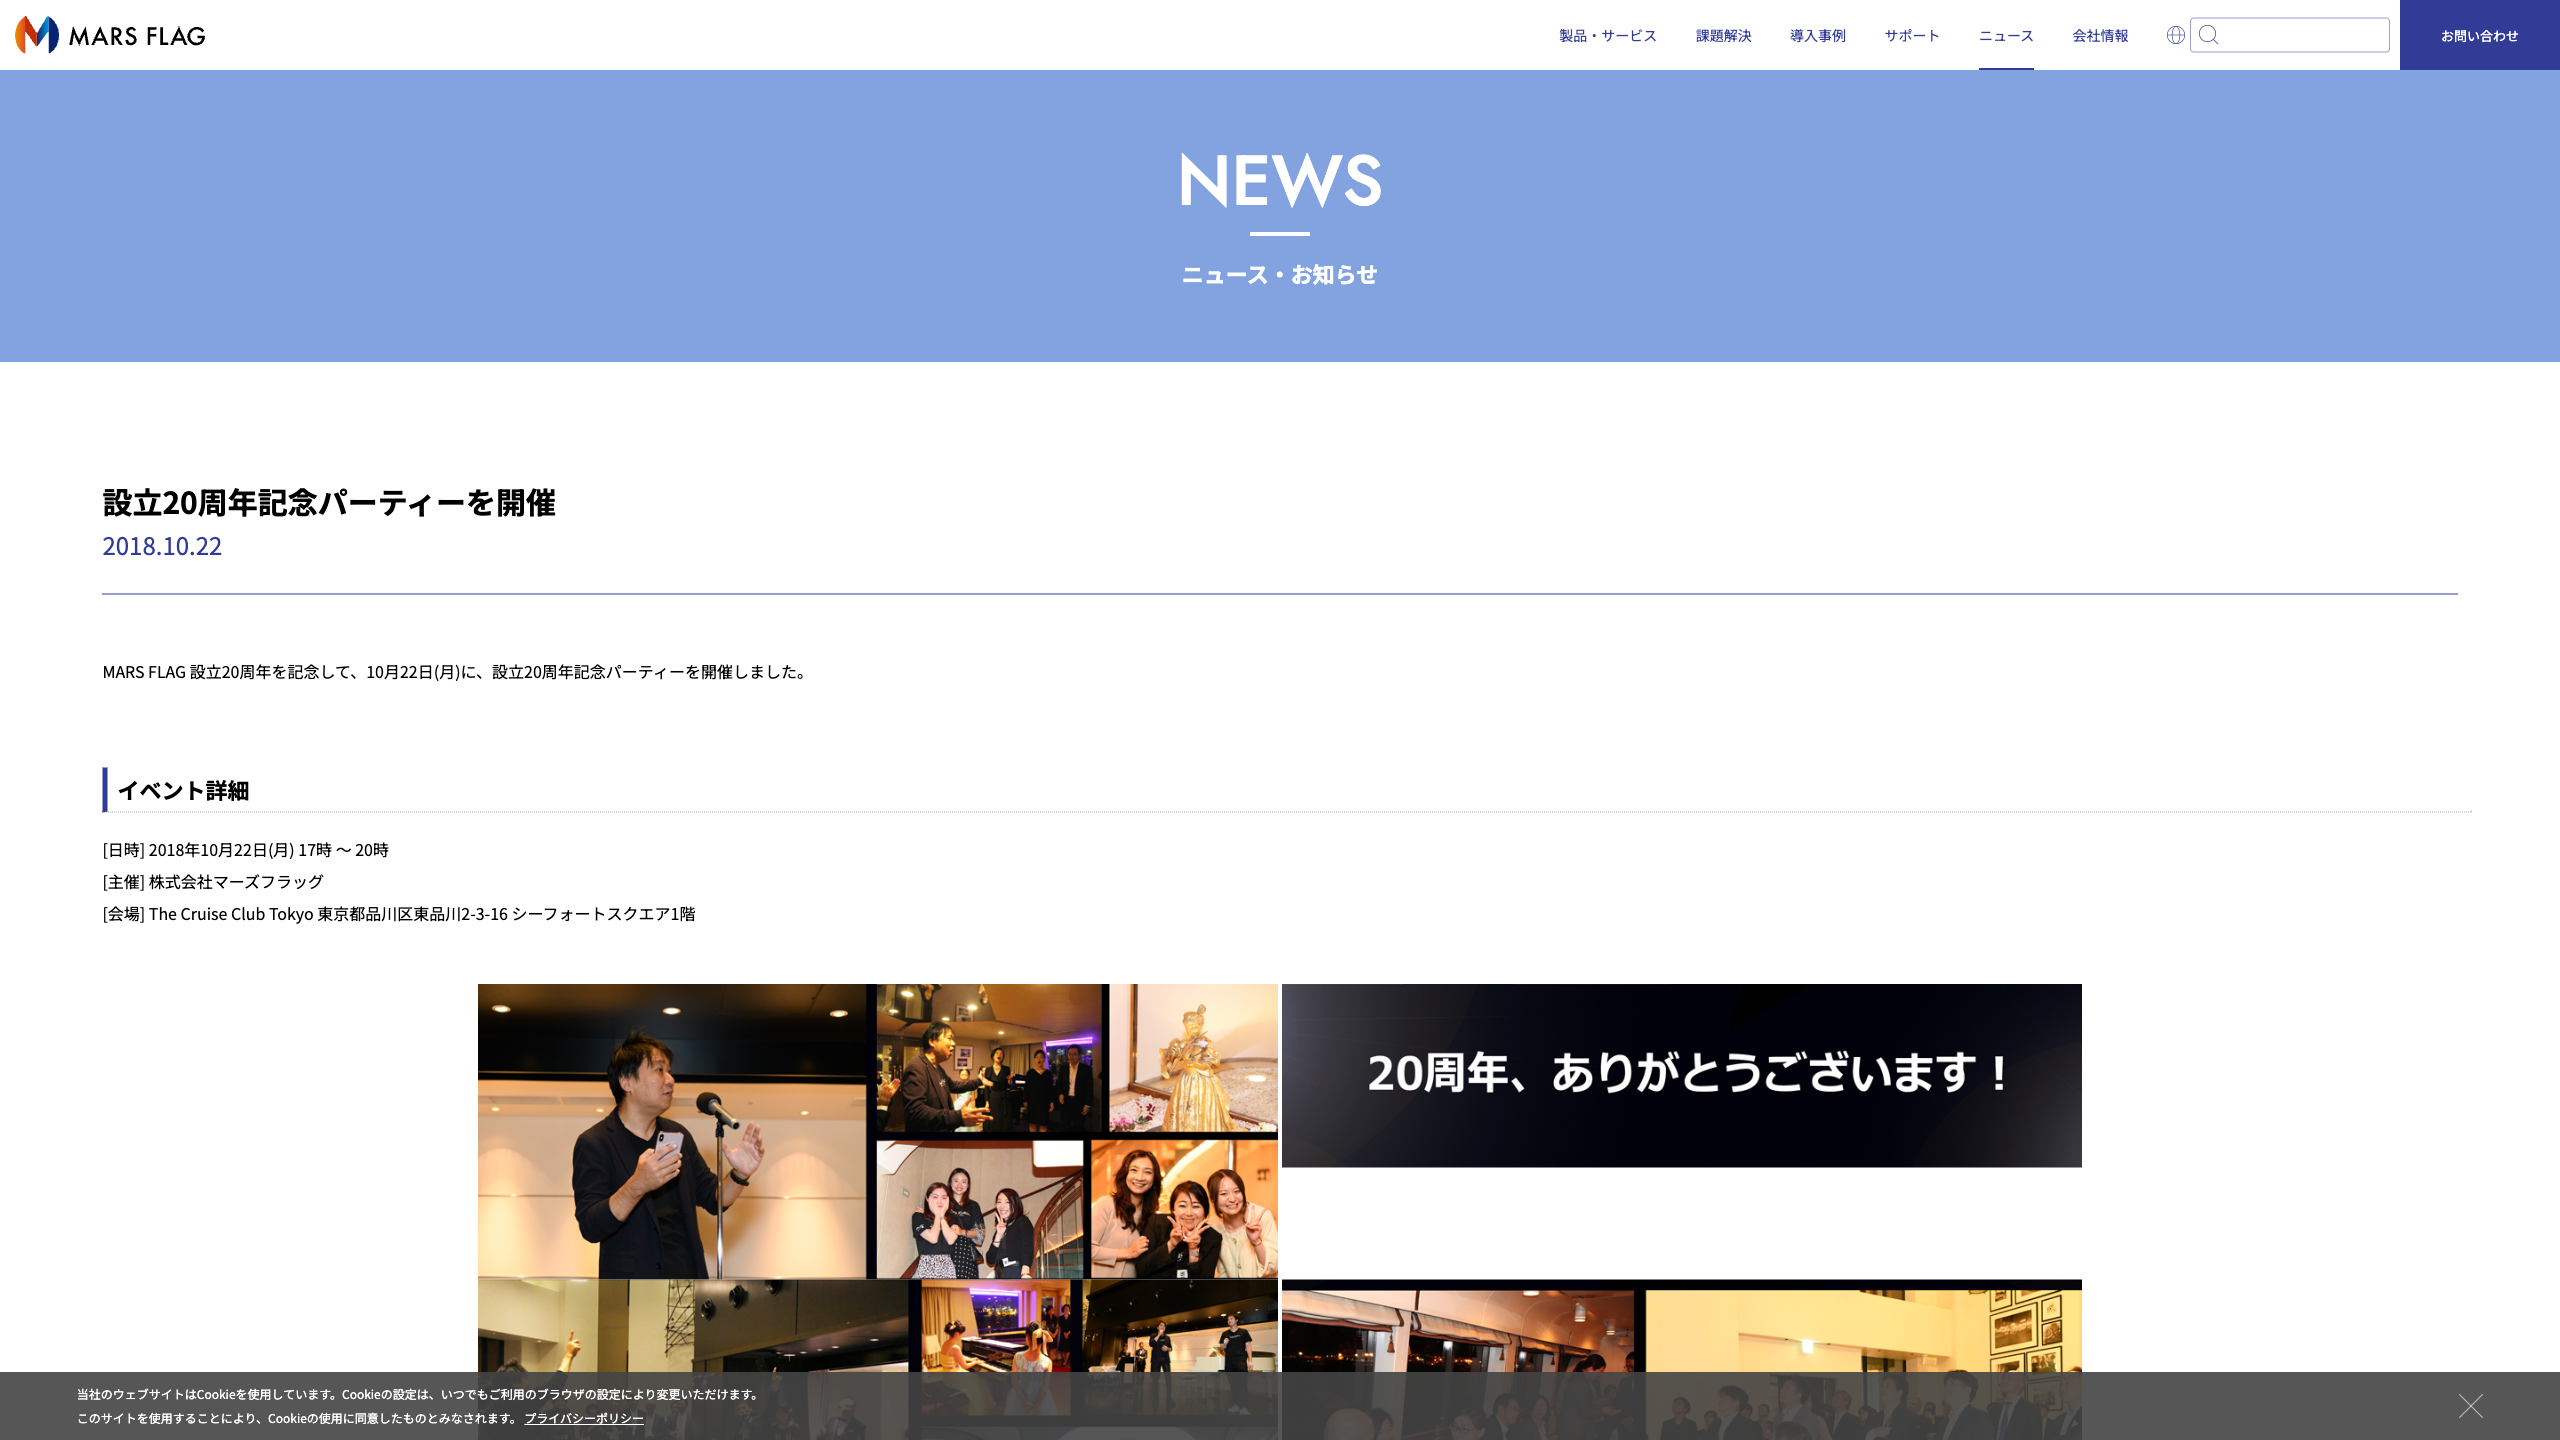 MARS FLAG
製品・サービス
課題解決
導入事例
サポート
ニュース
会社情報
お問い合わせ
NEWS
ニュース・お知らせ
設立20周年記念パーティーを開催
2018.10.22
MARS FLAG 設立20周年を記念して、10月22日(月)に、設立20周年記念パーティーを開催しました。
イベント詳細
[日時] 2018年10月22日(月) 17時 〜 20時
[主催] 株式会社マーズフラッグ
[会場] The Cruise Club Tokyo 東京都品川区東品川2-3-16 シーフォートスクエア1階
20周年、ありがとうございます！
当社のウェブサイトはCookieを使用しています。Cookieの設定は、いつでもご利用のブラウザの設定により変更いただけます。
このサイトを使用することにより、Cookieの使用に同意したものとみなされます。 プライバシーポリシー